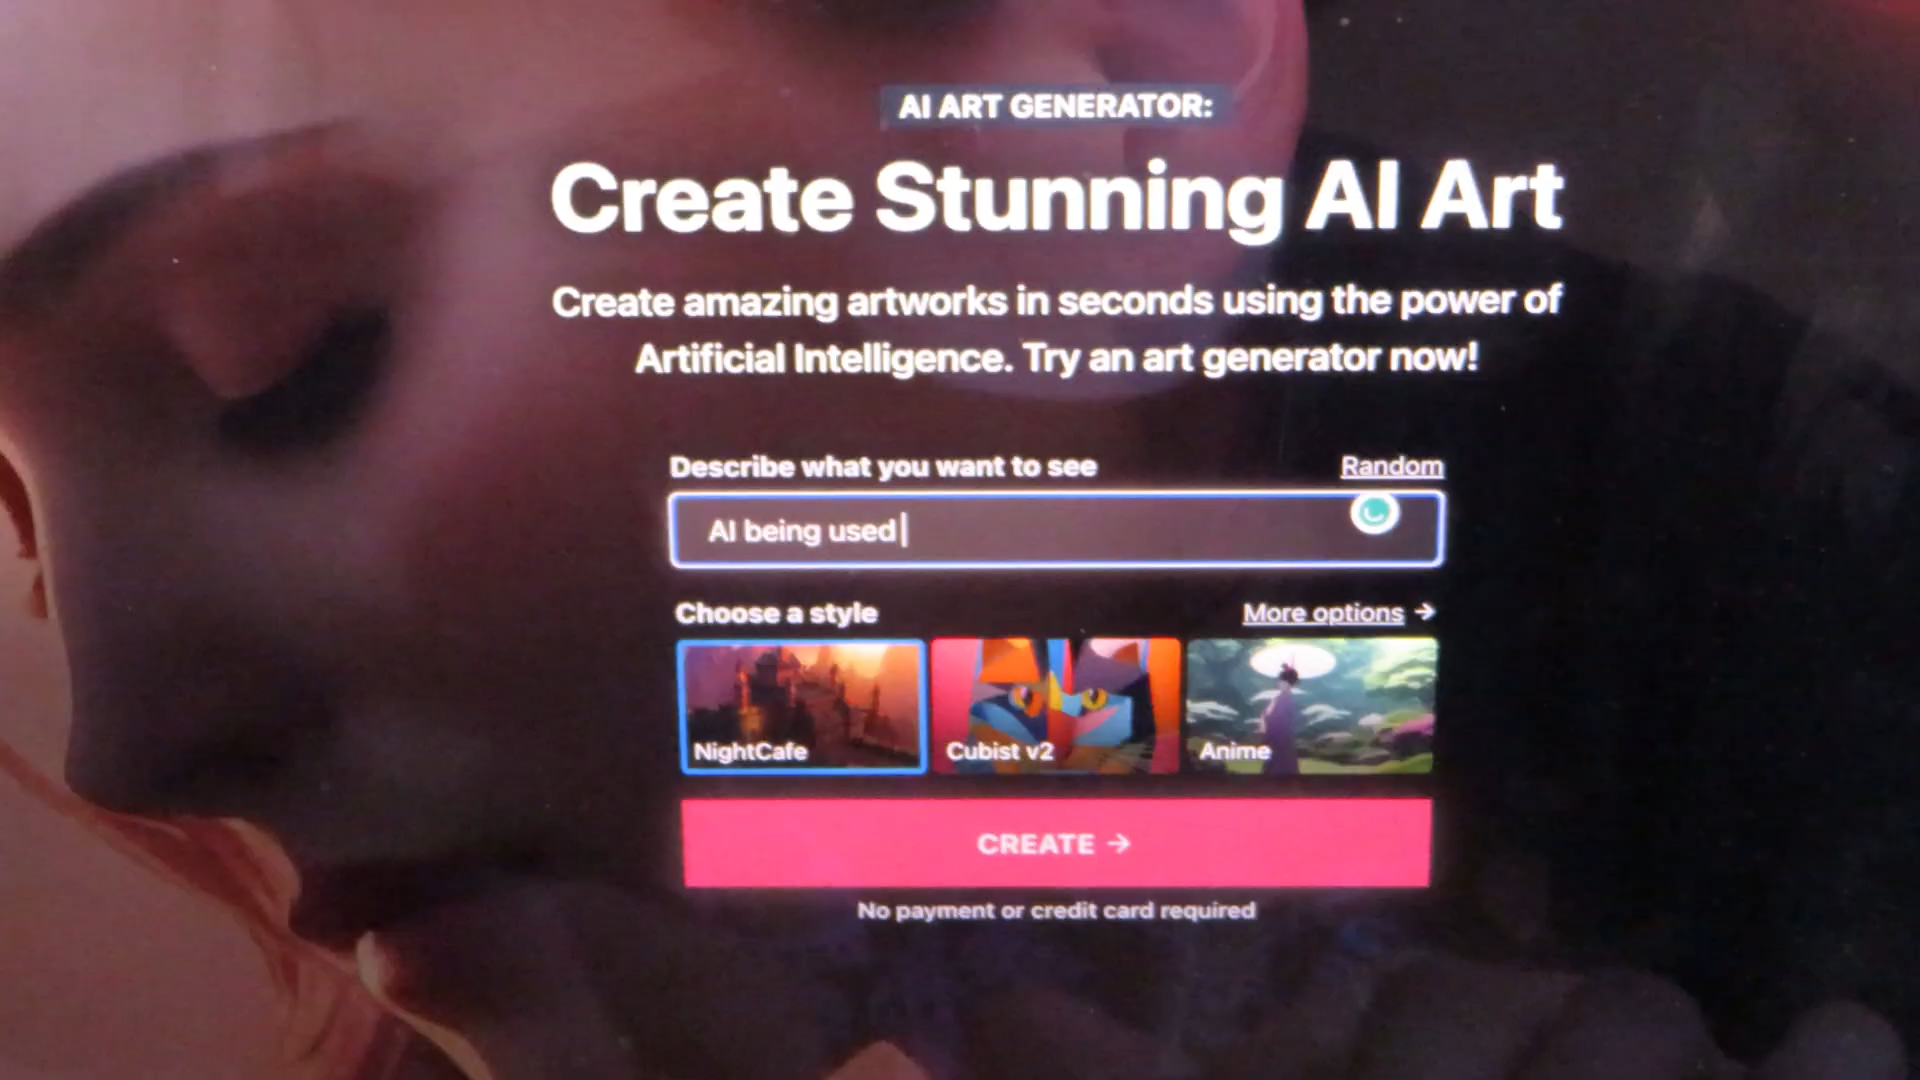 AI ART GENERATOR:
Create Stunning AI Art
Create amazing artworks in seconds using the power of
Artificial Intelligence. Try an art generator now!
Describe what you want to see
Random
AI being used
Choose a style
More options →
NightCafe
Cubist v2
Anime
CREATE →
No payment or credit card required